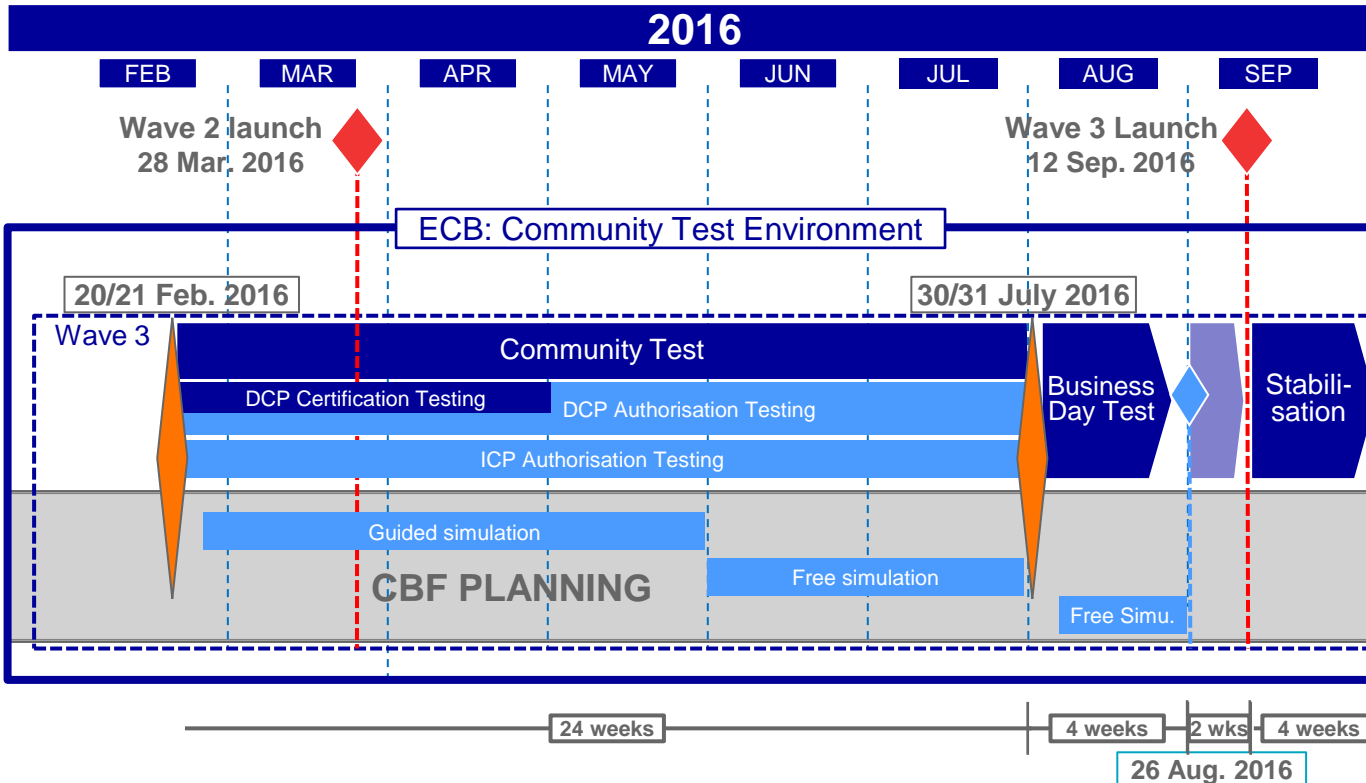 2016
FEB
MAR
APR
MAY
JUN
JUL
AUG
SEP
Wave 2 launch
28 Mar. 2016
Wave 3 Launch
12 Sep. 2016
ECB: Community Test Environment
20/21 Feb. 2016
30/31 July 2016
Wave 3
Community Test
DCP Certification Testing
DCP Authorisation Testing
ICP Authorisation Testing
Business
Day Test
Stabili-
sation
Guided simulation
CBF PLANNING
Free simulation
Free Simu.
24 weeks
4 weeks
2 wks
4 weeks
26 Aug. 2016